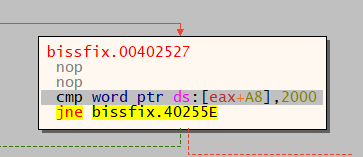 bissfix.00402527
nop
nop
cmp word ptr ds:[eax+A8],2000
jne bissfix.40255E